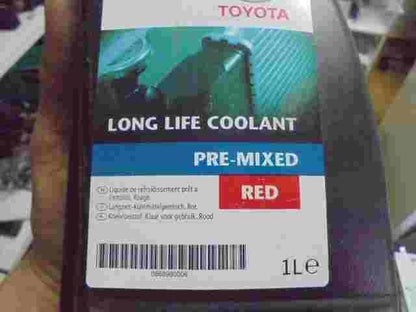 TOYOTA
LONG LIFE COOLANT
PRE-MIXED
RED
Liquide de refroidissement prêt à
l'emploi, Rouge
Langzeit-Kühlmittelgemisch, Rot
Koelvloeistof, Klaar voor gebruik, Rood
1L℮